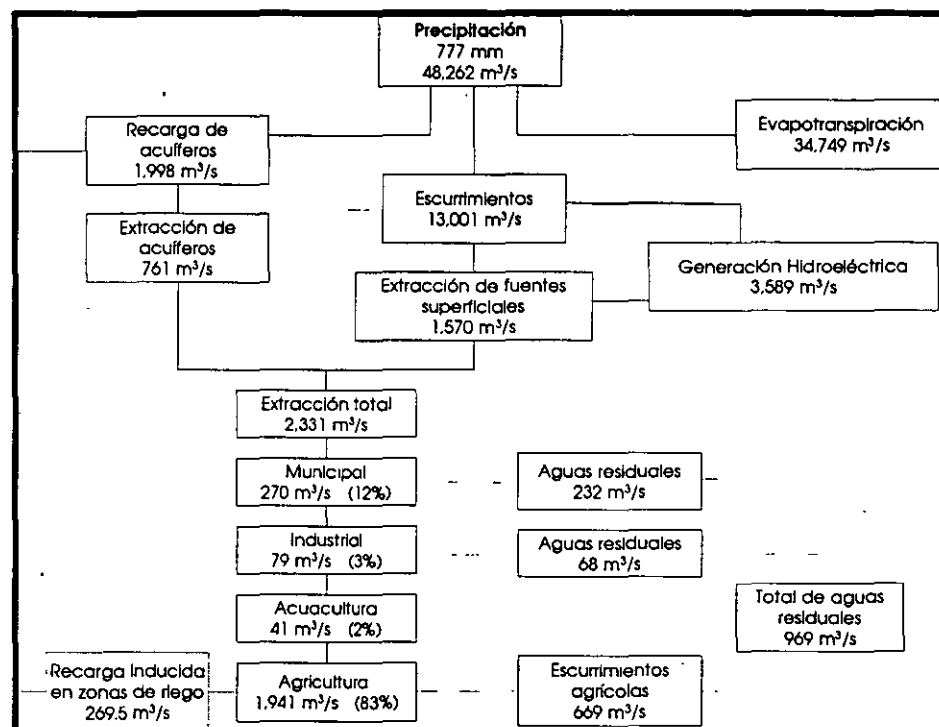 Precipitación
777 mm
48,262 m³/s
Recarga de
acuíferos
1,998 m³/s
Evapotranspiración
34,749 m³/s
Escurrimientos
13,001 m³/s
Extracción de
acuíferos
761 m³/s
Generación Hidroeléctrica
3,589 m³/s
Extracción de fuentes
superficiales
1,570 m³/s
Extracción total
2,331 m³/s
Municipal
270 m³/s (12%)
Aguas residuales
232 m³/s
Industrial
79 m³/s (3%)
Aguas residuales
68 m³/s
Acuacultura
41 m³/s (2%)
Total de aguas
residuales
969 m³/s
Recarga Inducida
en zonas de riego
269.5 m³/s
Agricultura
1,941 m³/s (83%)
Escurrimientos
agrícolas
669 m³/s